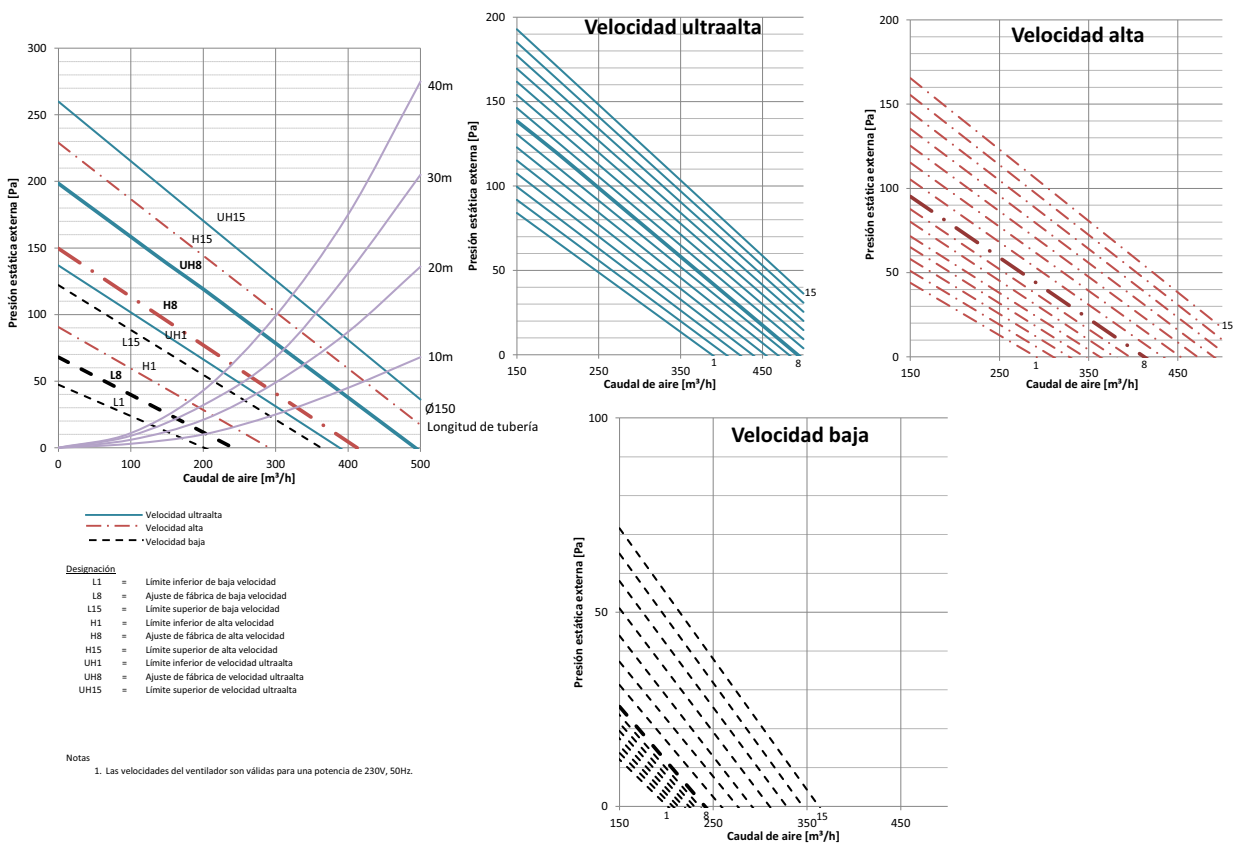 300
250
200
150
100
50
0
Presión estática externa [Pa]
40m
30m
20m
10m
Ø150
Longitud de tubería
UH15
H15
UH8
H8
UH1
L15
H1
L8
L1
0 100 200 300 400 500
Caudal de aire [m³/h]
Velocidad ultraalta
200
150
100
50
0
Presión estática externa [Pa]
15
1 8
150 250 350 450
Caudal de aire [m³/h]
Velocidad alta
200
150
100
50
0
Presión estática externa [Pa]
15
1 8
150 250 350 450
Caudal de aire [m³/h]
Velocidad ultraalta
Velocidad alta
Velocidad baja
Designación
L1 = Límite inferior de baja velocidad
L8 = Ajuste de fábrica de baja velocidad
L15 = Límite superior de baja velocidad
H1 = Límite inferior de alta velocidad
H8 = Ajuste de fábrica de alta velocidad
H15 = Límite superior de alta velocidad
UH1 = Límite inferior de velocidad ultraalta
UH8 = Ajuste de fábrica de velocidad ultraalta
UH15 = Límite superior de velocidad ultraalta
Notas
1. Las velocidades del ventilador son válidas para una potencia de 230V, 50Hz.
Velocidad baja
100
50
0
Presión estática externa [Pa]
1 8 15
150 250 350 450
Caudal de aire [m³/h]